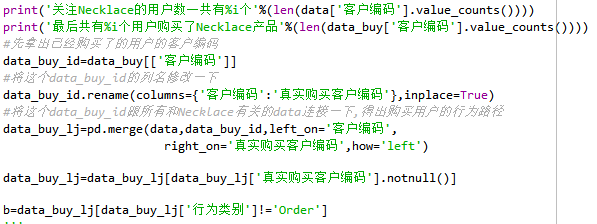 print('关注Necklace的用户数一共有%i个'%(len(data['客户编码'].value_counts())))
print('最后共有%i个用户购买了Necklace产品'%(len(data_buy['客户编码'].value_counts())))
#先拿出已经购买了的用户的客户编码
data_buy_id=data_buy[['客户编码']]
#将这个data_buy_id的列名修改一下
data_buy_id.rename(columns={'客户编码':'真实购买客户编码'},inplace=True)
#将这个data_buy_id跟所有和Necklace有关的data连接一下,得出购买用户的行为路径
data_buy_lj=pd.merge(data,data_buy_id,left_on='客户编码',
right_on='真实购买客户编码',how='left')
data_buy_lj=data_buy_lj[data_buy_lj['真实购买客户编码'].notnull()]
b=data_buy_lj[data_buy_lj['行为类别']!='Order']